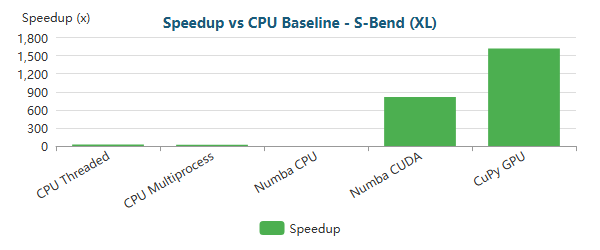 Speedup (x)
Speedup vs CPU Baseline - S-Bend (XL)
1,800
1,500
1,200
900
600
300
0
CPU Threaded
CPU Multiprocess
Numba CPU
Numba CUDA
CuPy GPU
Speedup